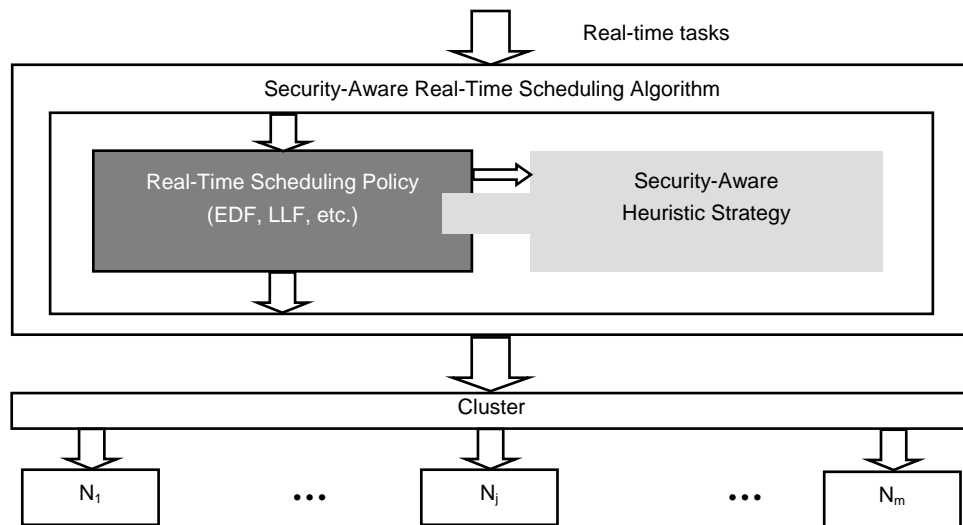 Real-time tasks
Security-Aware Real-Time Scheduling Algorithm
Real-Time Scheduling Policy
(EDF, LLF, etc.)
Security-Aware
Heuristic Strategy
Cluster
N₁ ••• Nⱼ ••• Nₘ